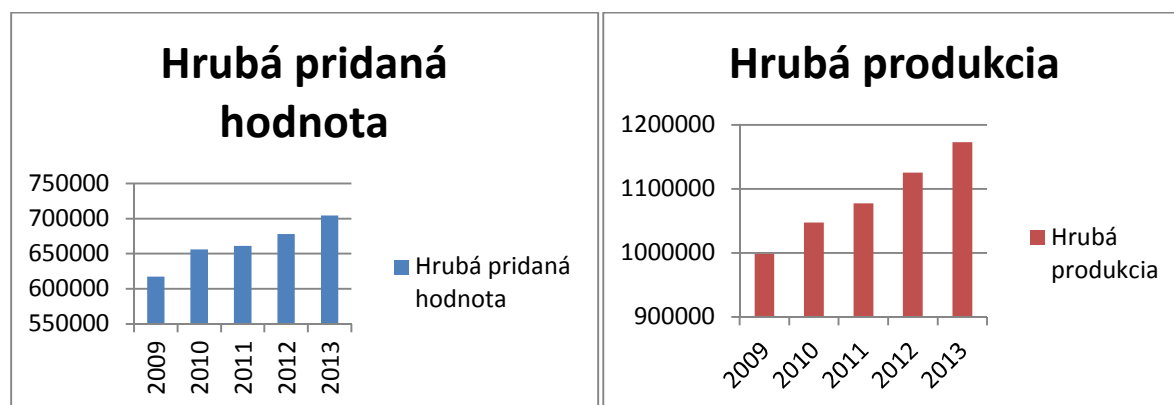 Hrubá pridaná
hodnota
750000
700000
650000
600000
550000
2009
2010
2011
2012
2013
Hrubá pridaná
hodnota
Hrubá produkcia
1200000
1100000
1000000
900000
2009
2010
2011
2012
2013
Hrubá
produkcia